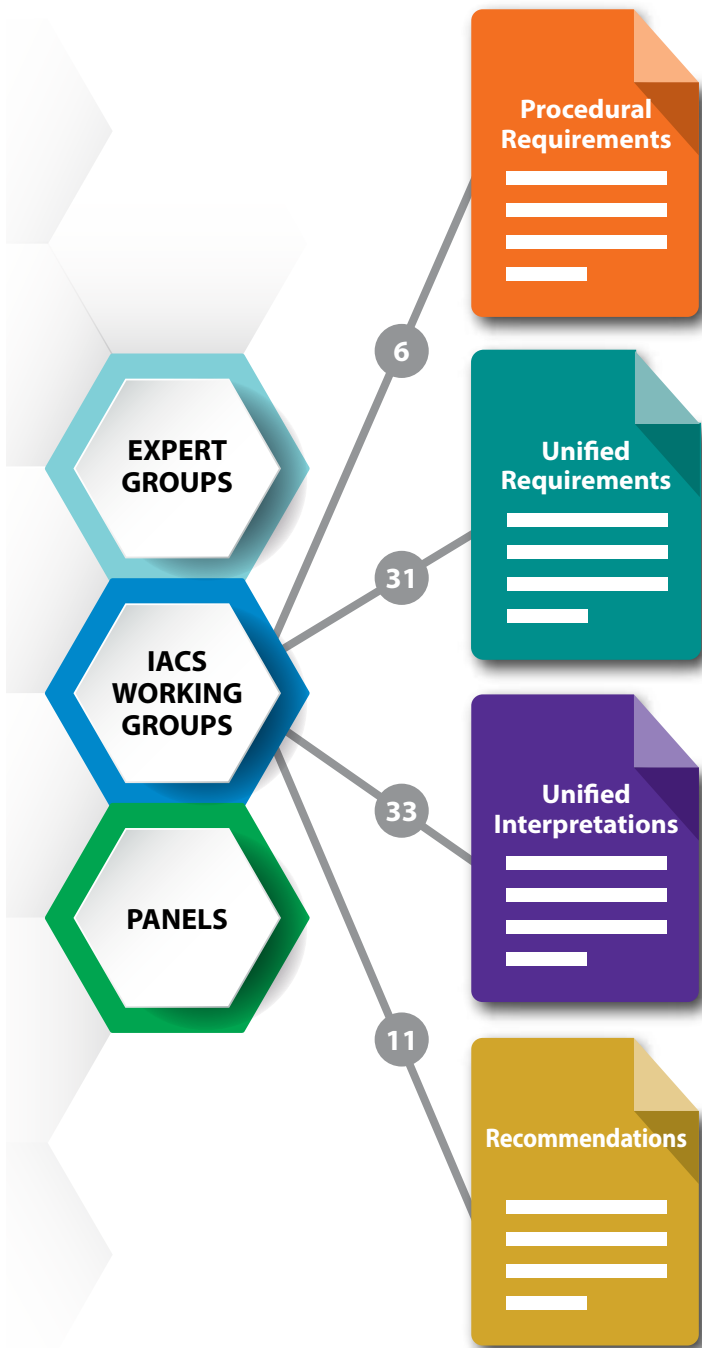 Procedural
Requirements
6
EXPERT
GROUPS
Unified
Requirements
31
IACS
WORKING
GROUPS
33
Unified
Interpretations
PANELS
11
Recommendations